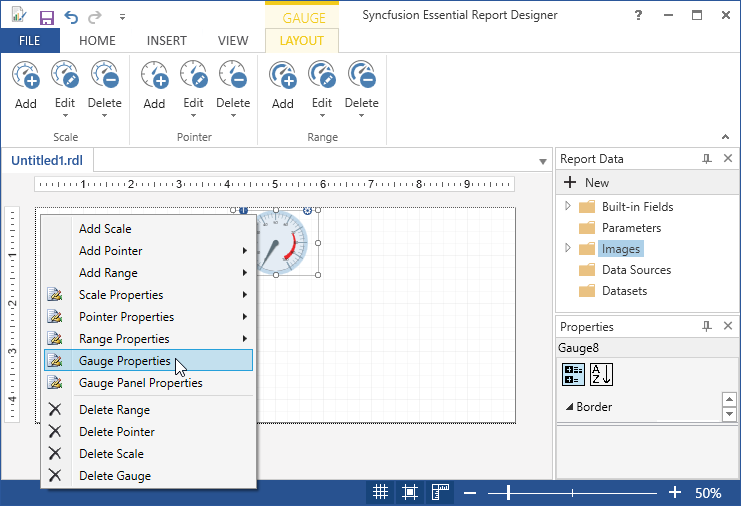 GAUGE
Syncfusion Essential Report Designer
?
FILE
HOME
INSERT
VIEW
LAYOUT
Add
Edit
Delete
Add
Edit
Delete
Add
Edit
Delete
Scale
Pointer
Range
Untitled1.rdl
1 2 3 4 5 6 7 8 9
1
2
3
4
Add Scale
Add Pointer
Add Range
Scale Properties
Pointer Properties
Range Properties
Gauge Properties
Gauge Panel Properties
Delete Range
Delete Pointer
Delete Scale
Delete Gauge
Report Data
New
Built-in Fields
Parameters
Images
Data Sources
Datasets
Properties
Gauge8
A
Z
Border
50%